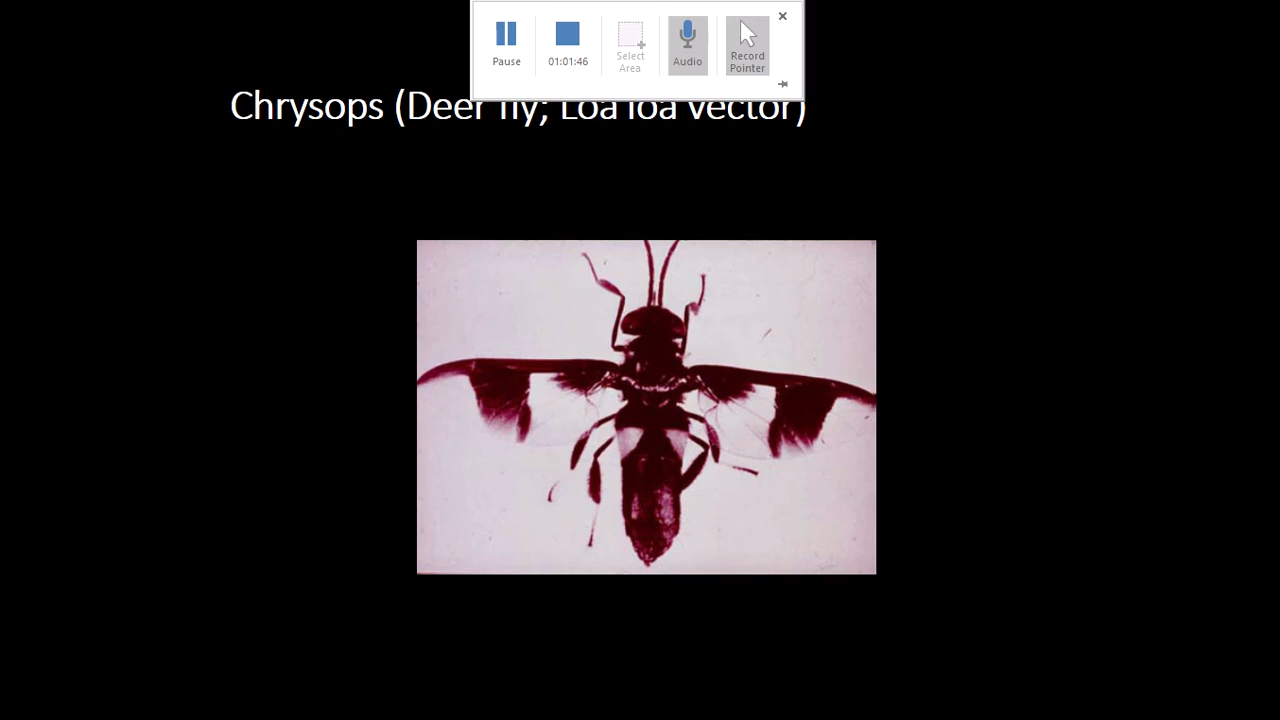 Pause
01:01:46
Select
Area
Audio
Record
Pointer
Chrysops (Deer fly; Loa loa vector)